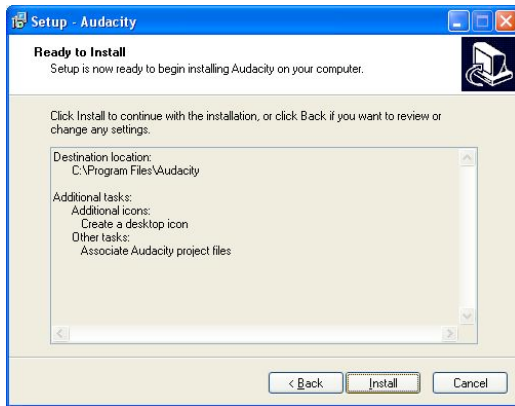 Setup - Audacity
Ready to Install
Setup is now ready to begin installing Audacity on your computer.
Click Install to continue with the installation, or click Back if you want to review or
change any settings.
Destination location:
C:\Program Files\Audacity
Additional tasks:
Additional icons:
Create a desktop icon
Other tasks:
Associate Audacity project files
< Back
Install
Cancel